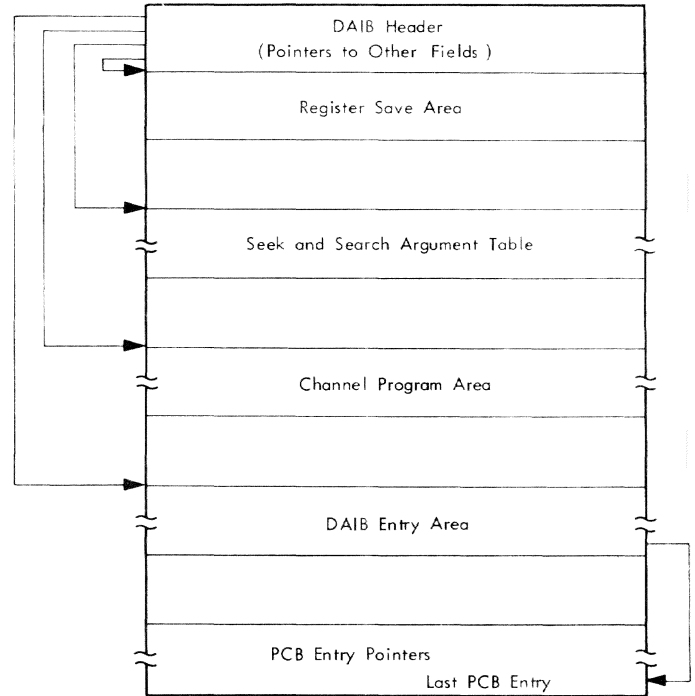 DAIB Header
(Pointers to Other Fields )
Register Save Area
Seek and Search Argument Table
Channel Program Area
DAIB Entry Area
PCB Entry Pointers
Last PCB Entry